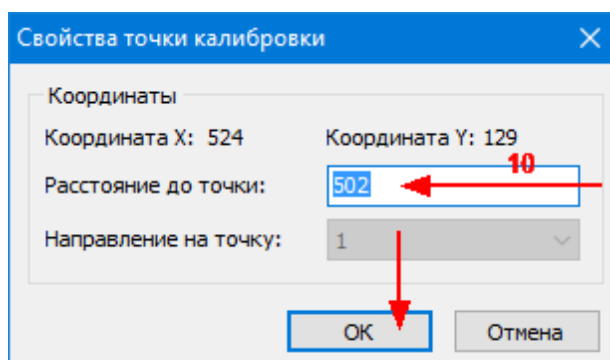 Свойства точки калибровки
Координаты
Координата X: 524 Координата Y: 129
10
Расстояние до точки: 502
Направление на точку: 1
OK Отмена